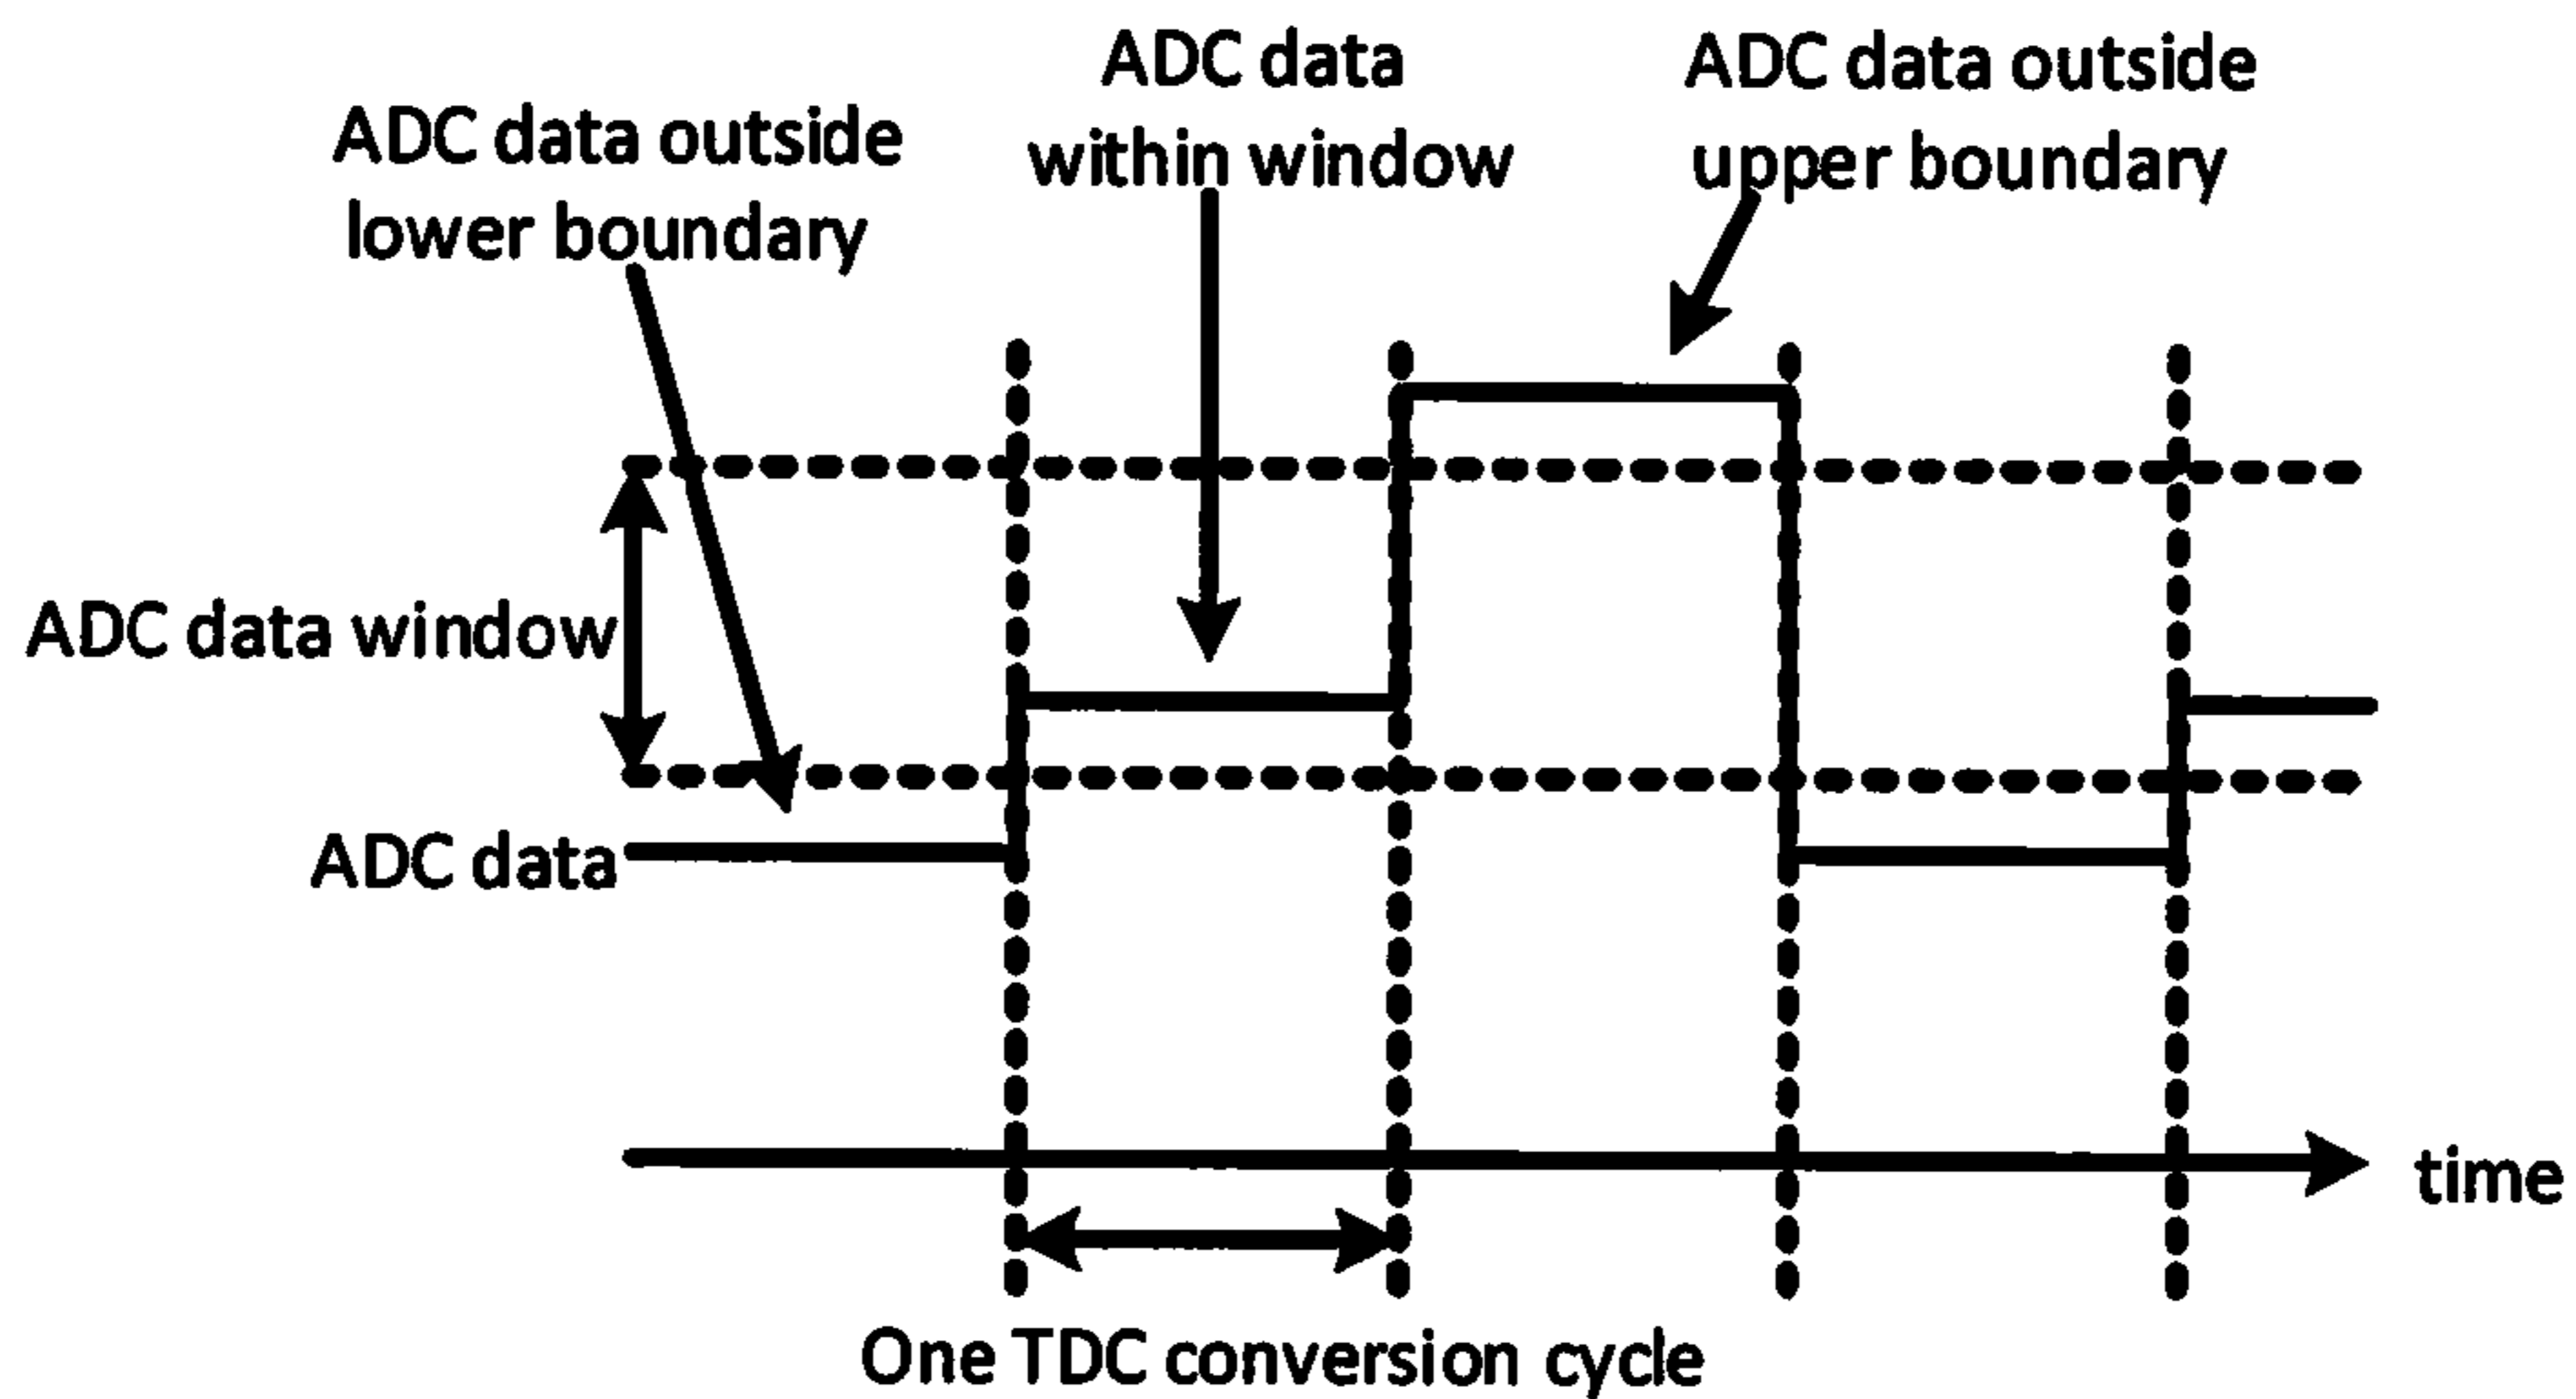 ADC data outside
lower boundary
ADC data
within window
ADC data outside
upper boundary
ADC data window
ADC data
time
One TDC conversion cycle